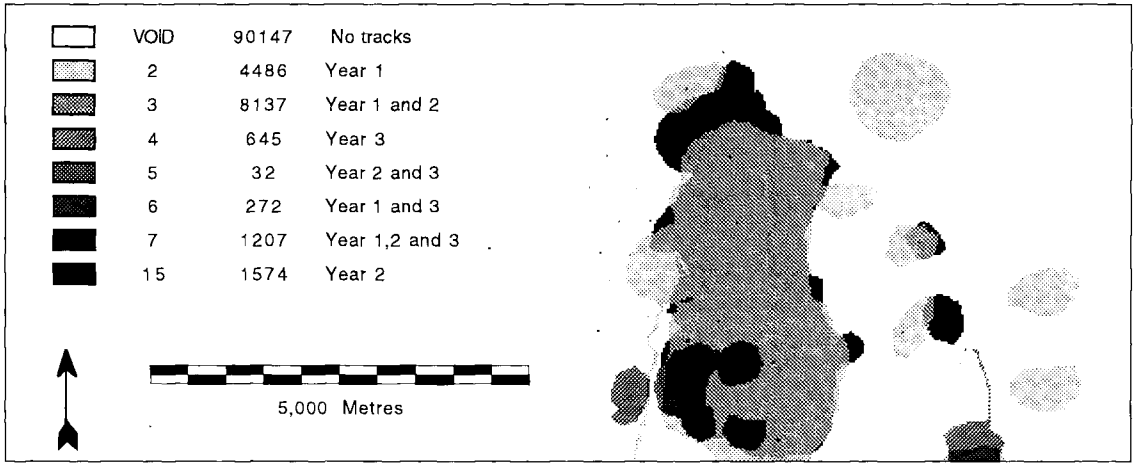 VOID 90147 No tracks
2 4486 Year 1
3 8137 Year 1 and 2
4 645 Year 3
5 32 Year 2 and 3
6 272 Year 1 and 3
7 1207 Year 1,2 and 3
15 1574 Year 2
5,000 Metres